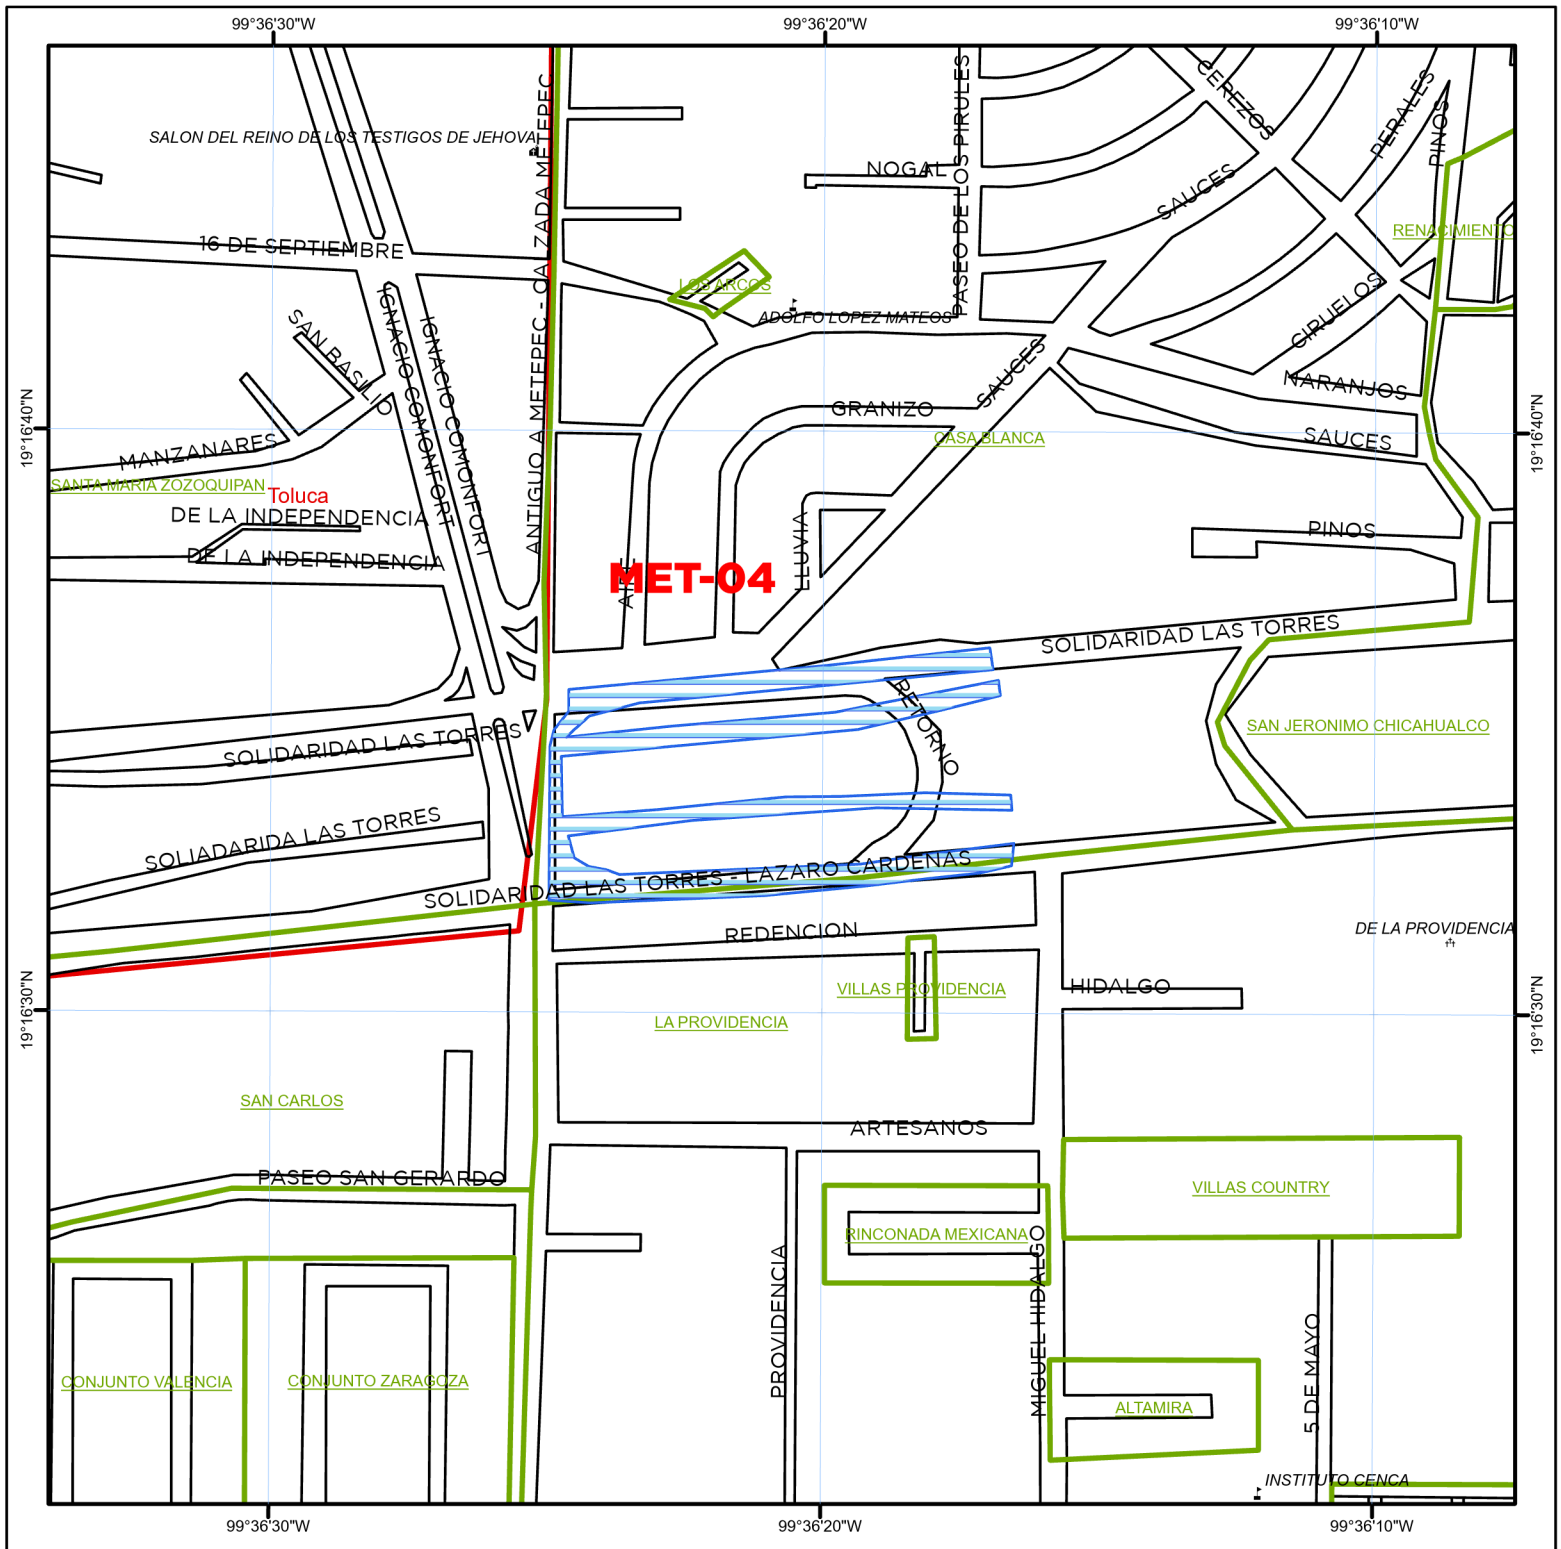 99°36'30"W
99°36'20"W
99°36'10"W
SALON DEL REINO DE LOS TESTIGOS DE JEHOVA
ANTIGUO A METEPEC - CALZADA METEPEC
PASEO DE LOS PIRULES
CEREZOS
PERALES
PINOS
NOGAL
SAUCES
16 DE SEPTIEMBRE
RENACIMIENTO
LOS ARCOS
ADOLFO LOPEZ MATEOS
CIRUELOS
SAN BASILIO
IGNACIO COMONFORT
IGNACIO COMONFORT
SAUCES
NARANJOS
GRANIZO
19°16'40"N
19°16'40"N
CASA BLANCA
SAUCES
MANZANARES
SANTA MARIA ZOZOQUIPAN
Toluca
DE LA INDEPENDENCIA
DE LA INDEPENDENCIA
LLUVIA
PINOS
MET-04
AIRE
SOLIDARIDAD LAS TORRES
RETORNO
SAN JERONIMO CHICAHUALCO
SOLIDARIDAD LAS TORRES
SOLIADARIDA LAS TORRES
SOLIDARIDAD LAS TORRES - LAZARO CARDENAS
REDENCION
DE LA PROVIDENCIA
VILLAS PROVIDENCIA
HIDALGO
19°16'30"N
19°16'30"N
LA PROVIDENCIA
SAN CARLOS
ARTESANOS
PASEO SAN GERARDO
VILLAS COUNTRY
RINCONADA MEXICANA
PROVIDENCIA
MIGUEL HIDALGO
5 DE MAYO
CONJUNTO VALENCIA
CONJUNTO ZARAGOZA
ALTAMIRA
INSTITUTO CENCA
99°36'30"W
99°36'20"W
99°36'10"W